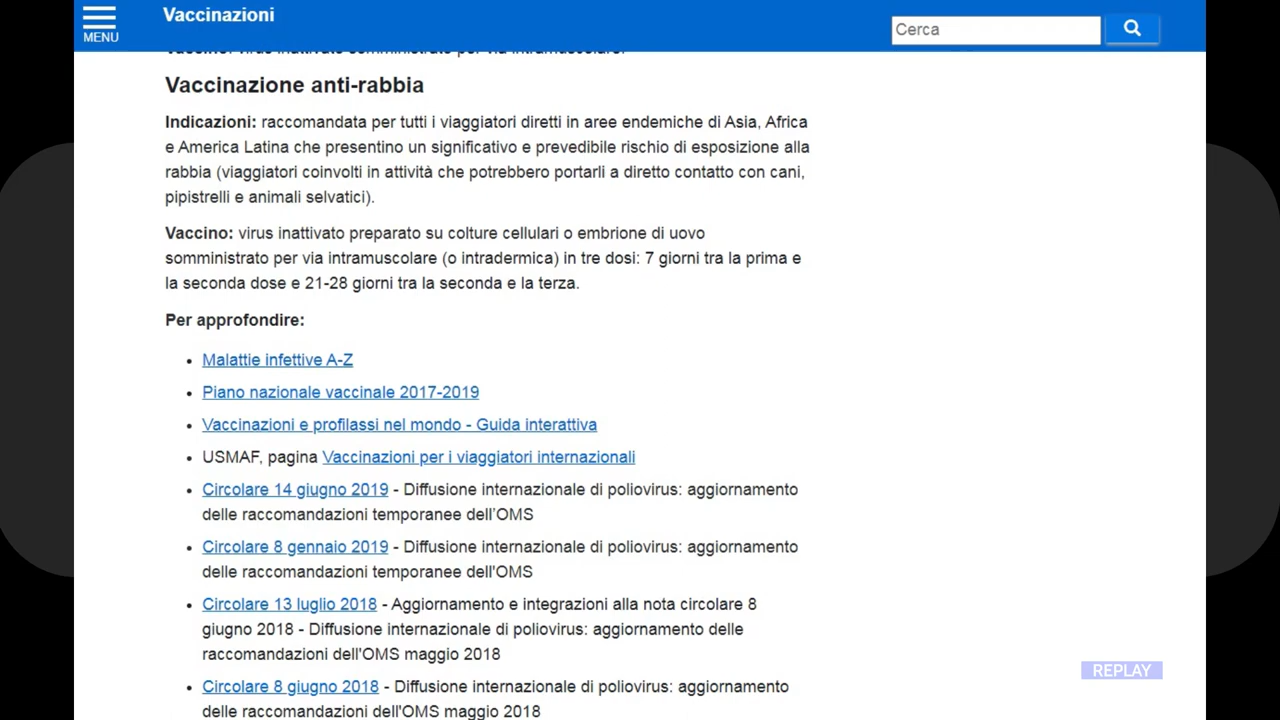 Vaccinazioni
MENU
Cerca
Vaccino: virus inattivato somministrato per via intramuscolare.
Vaccinazione anti-rabbia
Indicazioni: raccomandata per tutti i viaggiatori diretti in aree endemiche di Asia, Africa
e America Latina che presentino un significativo e prevedibile rischio di esposizione alla
rabbia (viaggiatori coinvolti in attività che potrebbero portarli a diretto contatto con cani,
pipistrelli e animali selvatici).
Vaccino: virus inattivato preparato su colture cellulari o embrione di uovo
somministrato per via intramuscolare (o intradermica) in tre dosi: 7 giorni tra la prima e
la seconda dose e 21-28 giorni tra la seconda e la terza.
Per approfondire:
• Malattie infettive A-Z
• Piano nazionale vaccinale 2017-2019
• Vaccinazioni e profilassi nel mondo - Guida interattiva
• USMAF, pagina Vaccinazioni per i viaggiatori internazionali
• Circolare 14 giugno 2019 - Diffusione internazionale di poliovirus: aggiornamento
delle raccomandazioni temporanee dell'OMS
• Circolare 8 gennaio 2019 - Diffusione internazionale di poliovirus: aggiornamento
delle raccomandazioni temporanee dell'OMS
• Circolare 13 luglio 2018 - Aggiornamento e integrazioni alla nota circolare 8
giugno 2018 - Diffusione internazionale di poliovirus: aggiornamento delle
raccomandazioni dell'OMS maggio 2018
• Circolare 8 giugno 2018 - Diffusione internazionale di poliovirus: aggiornamento
delle raccomandazioni dell'OMS maggio 2018
REPLAY